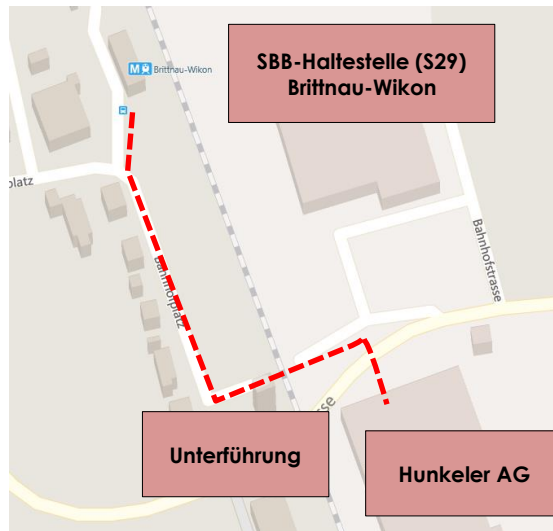 SBB-Haltestelle (S29)
Brittnau-Wikon
M
Brittnau-Wikon
platz
Bahnhofplatz
Bahnhofstrasse
sse
Unterführung
Hunkeler AG